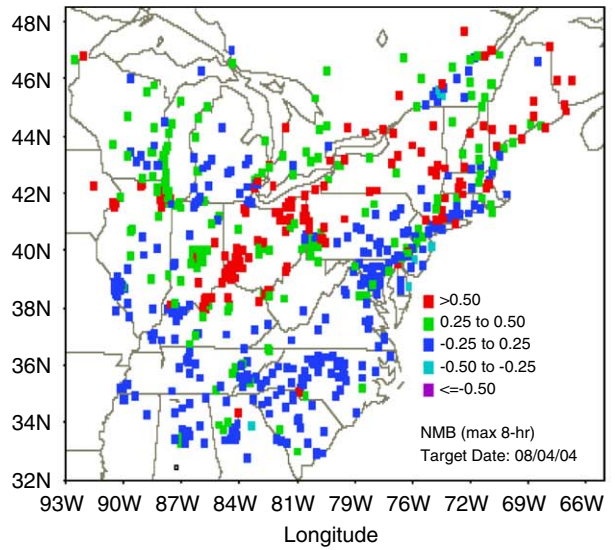 48N
46N
44N
42N
40N
38N
36N
34N
32N
>0.50
0.25 to 0.50
-0.25 to 0.25
-0.50 to -0.25
<=-0.50
NMB (max 8-hr)
Target Date: 08/04/04
93W 90W 87W 84W 81W 79W 76W 72W 69W 66W
Longitude